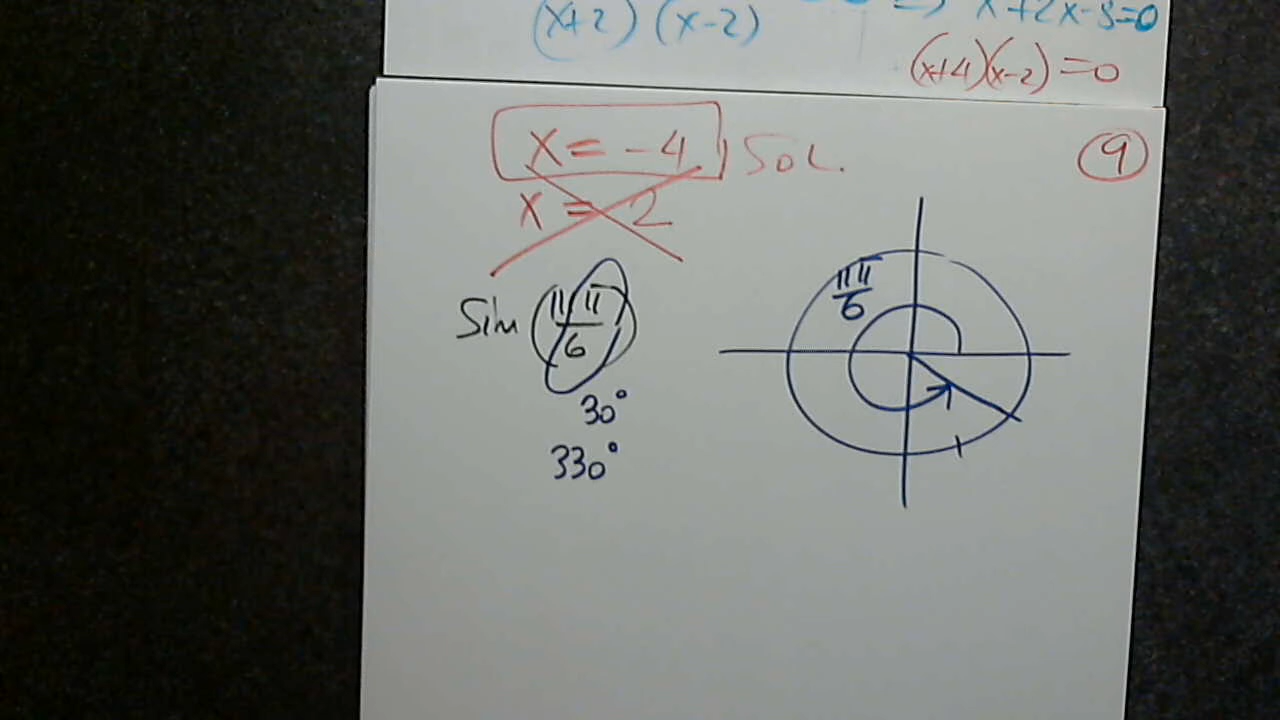 (x+2) (x-2)
x+2x-8=0
(x+4)(x-2)=0
x = -4, Sol.
x = 2
9
Sin (11π/6)
30°
330°
11π/6